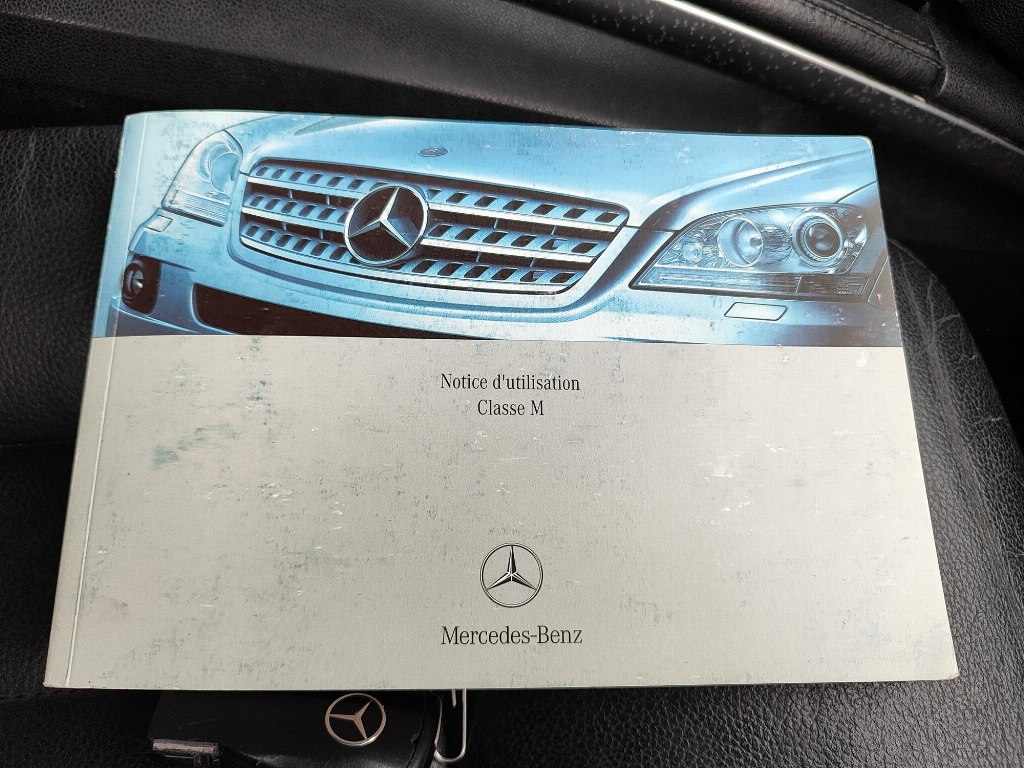 Notice d'utilisation
Classe M
Mercedes-Benz